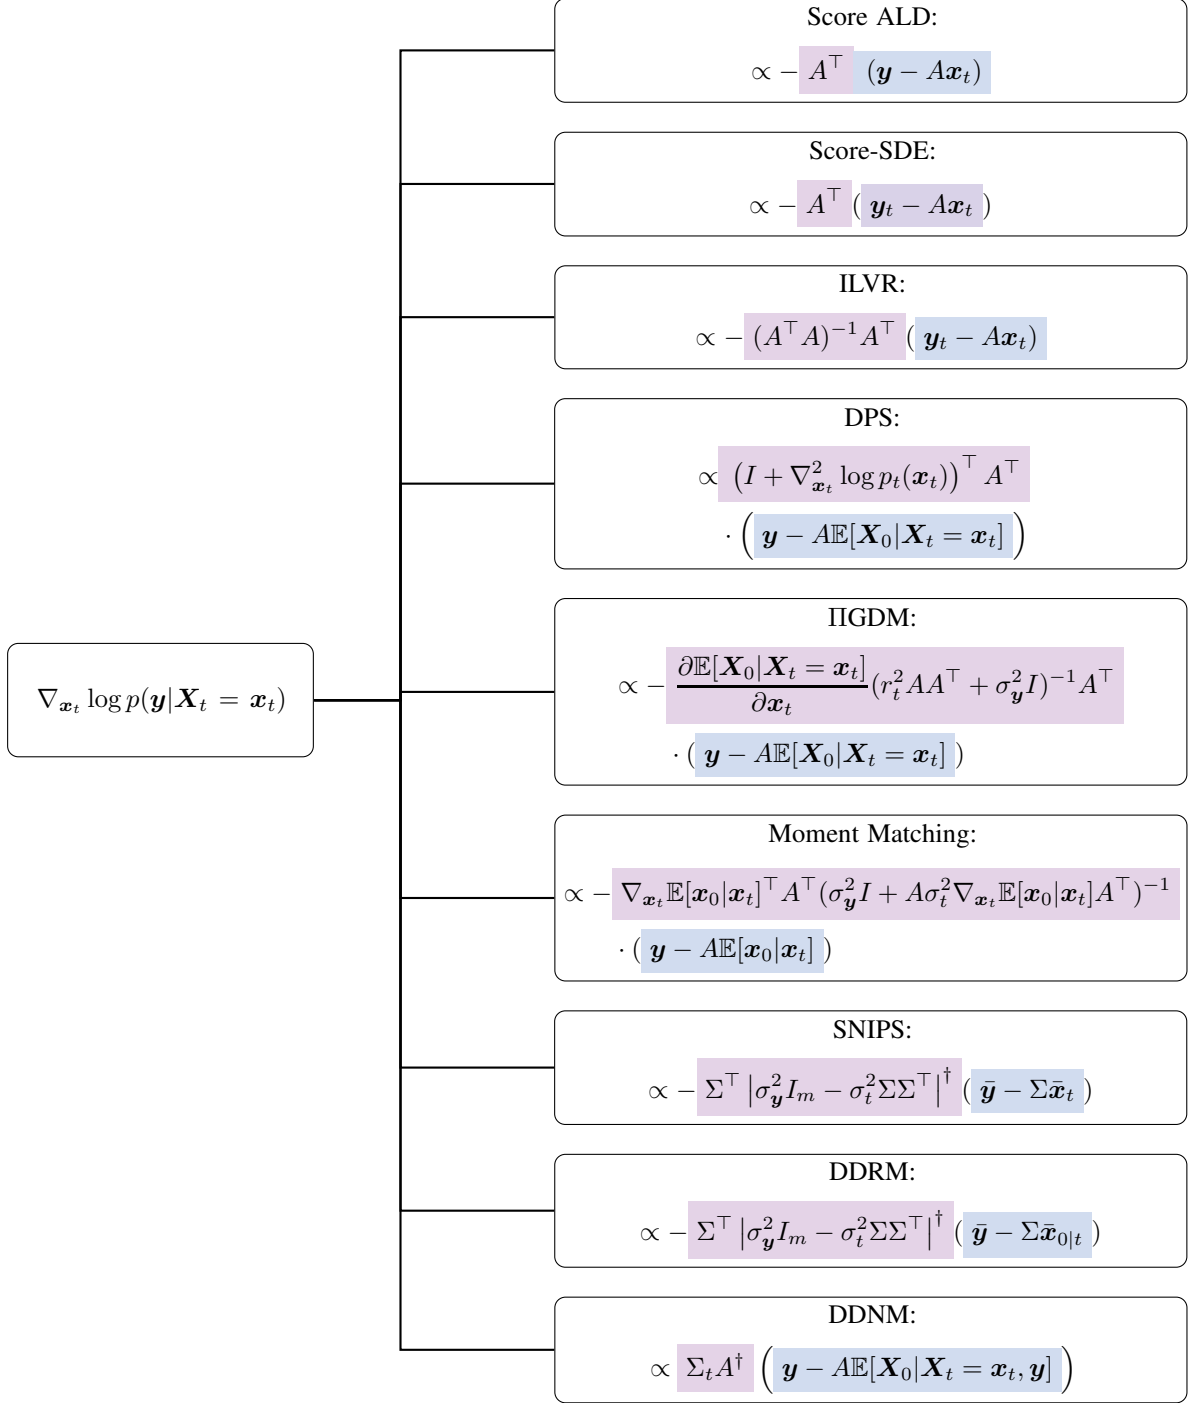 ∇_{𝒙_t} log p(𝒚|𝑿_t = 𝒙_t)
Score ALD:
∝ − A^⊤ (𝒚 − A𝒙_t)
Score-SDE:
∝ − A^⊤ ( 𝒚_t − A𝒙_t )
ILVR:
∝ − (A^⊤A)^{−1}A^⊤ ( 𝒚_t − A𝒙_t)
DPS:
∝ (I + ∇²_{𝒙_t} log p_t(𝒙_t))^⊤ A^⊤
· ( 𝒚 − A𝔼[𝑿_0|𝑿_t = 𝒙_t] )
ΠGDM:
∝ − \frac{∂𝔼[𝑿_0|𝑿_t = 𝒙_t]}{∂𝒙_t} (r_t² AA^⊤ + σ_𝒚² I)^{−1}A^⊤
· ( 𝒚 − A𝔼[𝑿_0|𝑿_t = 𝒙_t] )
Moment Matching:
∝ − ∇_{𝒙_t}𝔼[𝒙_0|𝒙_t]^⊤A^⊤(σ_𝒚² I + Aσ_t²∇_{𝒙_t}𝔼[𝒙_0|𝒙_t]A^⊤)^{−1}
· ( 𝒚 − A𝔼[𝒙_0|𝒙_t] )
SNIPS:
∝ − Σ^⊤ |σ_𝒚² I_m − σ_t² ΣΣ^⊤|^† ( 𝒚̄ − Σ𝒙̄_t )
DDRM:
∝ − Σ^⊤ |σ_𝒚² I_m − σ_t² ΣΣ^⊤|^† ( 𝒚̄ − Σ𝒙̄_{0|t} )
DDNM:
∝ Σ_t A^† ( 𝒚 − A𝔼[𝑿_0|𝑿_t = 𝒙_t, 𝒚] )